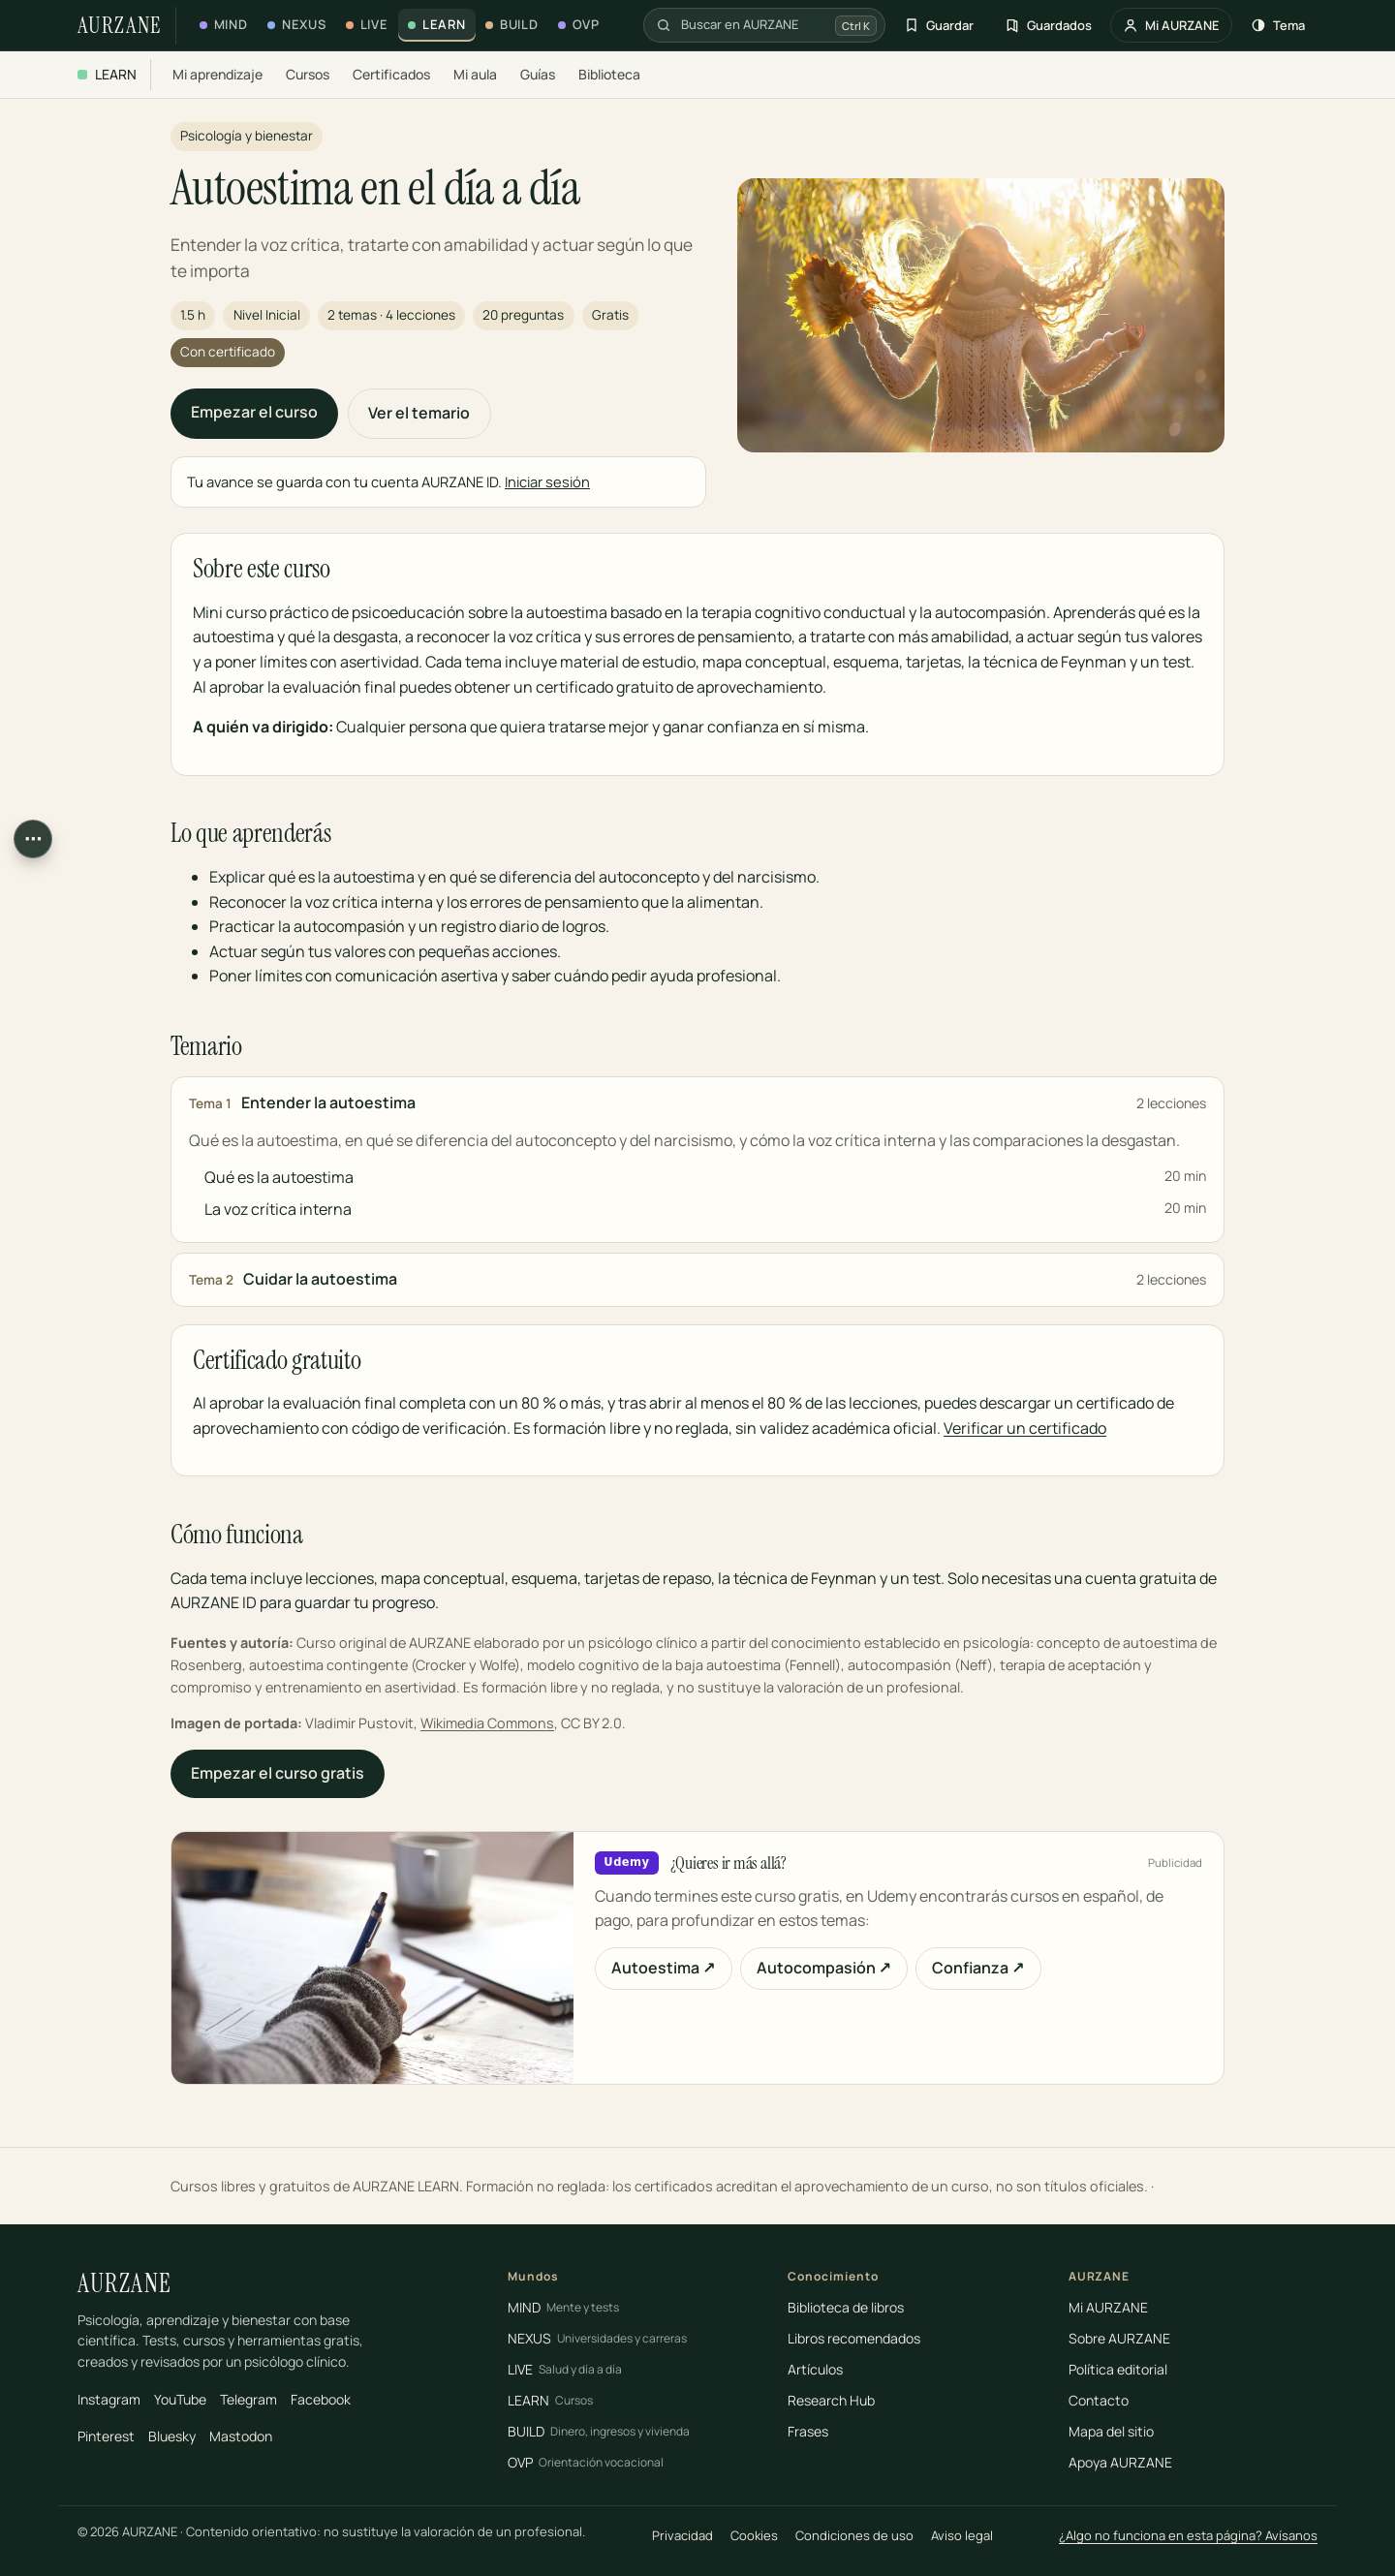 AURZANE
MIND
NEXUS
LIVE
LEARN
BUILD
OVP
Buscar en AURZANE
Ctrl K
Guardar
Guardados
Mi AURZANE
Tema
LEARN
Mi aprendizaje
Cursos
Certificados
Mi aula
Guías
Biblioteca
Psicología y bienestar
Autoestima en el día a día
Entender la voz crítica, tratarte con amabilidad y actuar según lo que
te importa
1.5 h
Nivel Inicial
2 temas · 4 lecciones
20 preguntas
Gratis
Con certificado
Empezar el curso
Ver el temario
Tu avance se guarda con tu cuenta AURZANE ID. Iniciar sesión
Sobre este curso
Mini curso práctico de psicoeducación sobre la autoestima basado en la terapia cognitivo conductual y la autocompasión. Aprenderás qué es la
autoestima y qué la desgasta, a reconocer la voz crítica y sus errores de pensamiento, a tratarte con más amabilidad, a actuar según tus valores
y a poner límites con asertividad. Cada tema incluye material de estudio, mapa conceptual, esquema, tarjetas, la técnica de Feynman y un test.
Al aprobar la evaluación final puedes obtener un certificado gratuito de aprovechamiento.
A quién va dirigido: Cualquier persona que quiera tratarse mejor y ganar confianza en sí misma.
Lo que aprenderás
• Explicar qué es la autoestima y en qué se diferencia del autoconcepto y del narcisismo.
• Reconocer la voz crítica interna y los errores de pensamiento que la alimentan.
• Practicar la autocompasión y un registro diario de logros.
• Actuar según tus valores con pequeñas acciones.
• Poner límites con comunicación asertiva y saber cuándo pedir ayuda profesional.
Temario
Tema 1 Entender la autoestima
2 lecciones
Qué es la autoestima, en qué se diferencia del autoconcepto y del narcisismo, y cómo la voz crítica interna y las comparaciones la desgastan.
Qué es la autoestima
20 min
La voz crítica interna
20 min
Tema 2 Cuidar la autoestima
2 lecciones
Certificado gratuito
Al aprobar la evaluación final completa con un 80 % o más, y tras abrir al menos el 80 % de las lecciones, puedes descargar un certificado de
aprovechamiento con código de verificación. Es formación libre y no reglada, sin validez académica oficial. Verificar un certificado
Cómo funciona
Cada tema incluye lecciones, mapa conceptual, esquema, tarjetas de repaso, la técnica de Feynman y un test. Solo necesitas una cuenta gratuita de
AURZANE ID para guardar tu progreso.
Fuentes y autoría: Curso original de AURZANE elaborado por un psicólogo clínico a partir del conocimiento establecido en psicología: concepto de autoestima de
Rosenberg, autoestima contingente (Crocker y Wolfe), modelo cognitivo de la baja autoestima (Fennell), autocompasión (Neff), terapia de aceptación y
compromiso y entrenamiento en asertividad. Es formación libre y no reglada, y no sustituye la valoración de un profesional.
Imagen de portada: Vladimir Pustovit, Wikimedia Commons, CC BY 2.0.
Empezar el curso gratis
Udemy
¿Quieres ir más allá?
Publicidad
Cuando termines este curso gratis, en Udemy encontrarás cursos en español, de
pago, para profundizar en estos temas:
Autoestima ↗
Autocompasión ↗
Confianza ↗
Cursos libres y gratuitos de AURZANE LEARN. Formación no reglada: los certificados acreditan el aprovechamiento de un curso, no son títulos oficiales. ·
AURZANE
Psicología, aprendizaje y bienestar con base
científica. Tests, cursos y herramientas gratis,
creados y revisados por un psicólogo clínico.
Instagram YouTube Telegram Facebook
Pinterest Bluesky Mastodon
Mundos
MIND Mente y tests
NEXUS Universidades y carreras
LIVE Salud y día a día
LEARN Cursos
BUILD Dinero, ingresos y vivienda
OVP Orientación vocacional
Conocimiento
Biblioteca de libros
Libros recomendados
Artículos
Research Hub
Frases
AURZANE
Mi AURZANE
Sobre AURZANE
Política editorial
Contacto
Mapa del sitio
Apoya AURZANE
© 2026 AURZANE · Contenido orientativo: no sustituye la valoración de un profesional.
Privacidad
Cookies
Condiciones de uso
Aviso legal
¿Algo no funciona en esta página? Avísanos